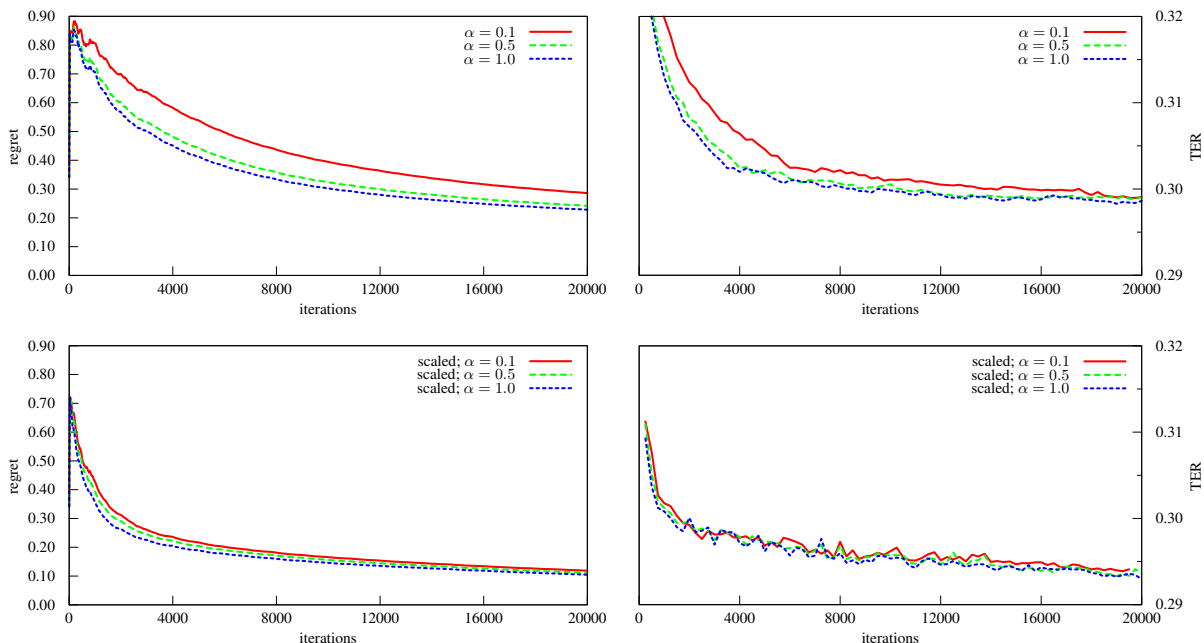 0.90
0.80
0.70
0.60
0.50
0.40
0.30
0.20
0.10
0.00
regret
0 4000 8000 12000 16000 20000
iterations
α = 0.1
α = 0.5
α = 1.0
0.32
0.31
0.30
0.29
TER
0 4000 8000 12000 16000 20000
iterations
α = 0.1
α = 0.5
α = 1.0
0.90
0.80
0.70
0.60
0.50
0.40
0.30
0.20
0.10
0.00
regret
0 4000 8000 12000 16000 20000
iterations
scaled; α = 0.1
scaled; α = 0.5
scaled; α = 1.0
0.32
0.31
0.30
0.29
TER
0 4000 8000 12000 16000 20000
iterations
scaled; α = 0.1
scaled; α = 0.5
scaled; α = 1.0